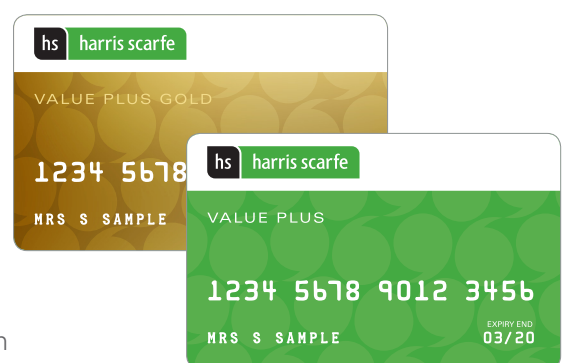 hs harris scarfe
VALUE PLUS GOLD
1234 5678
MRS S SAMPLE
hs harris scarfe
VALUE PLUS
1234 5678 9012 3456
EXPIRY END
MRS S SAMPLE 03/20